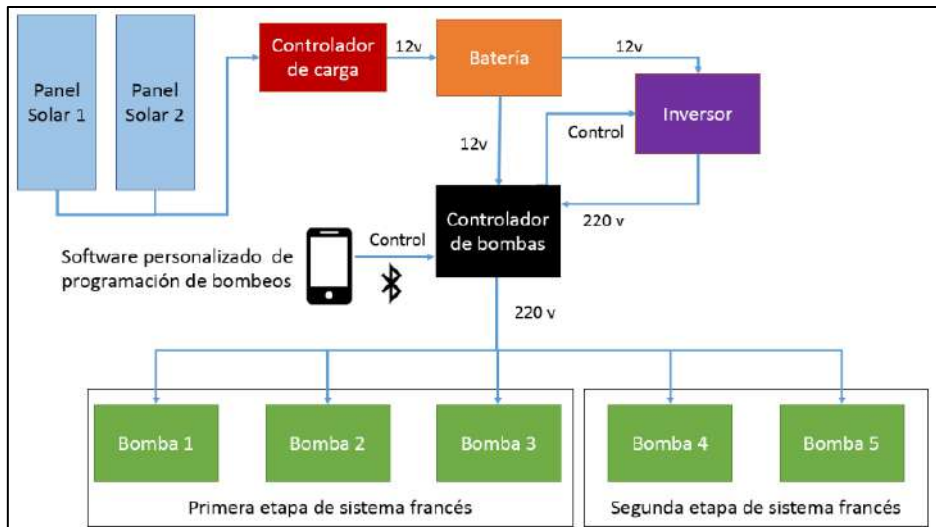 Panel
Solar 1
Panel
Solar 2
Controlador
de carga
12v
Batería
12v
Inversor
12v
Control
Controlador
de bombas
220 v
Software personalizado de
programación de bombeos
Control
220 v
Bomba 1
Bomba 2
Bomba 3
Bomba 4
Bomba 5
Primera etapa de sistema francés
Segunda etapa de sistema francés